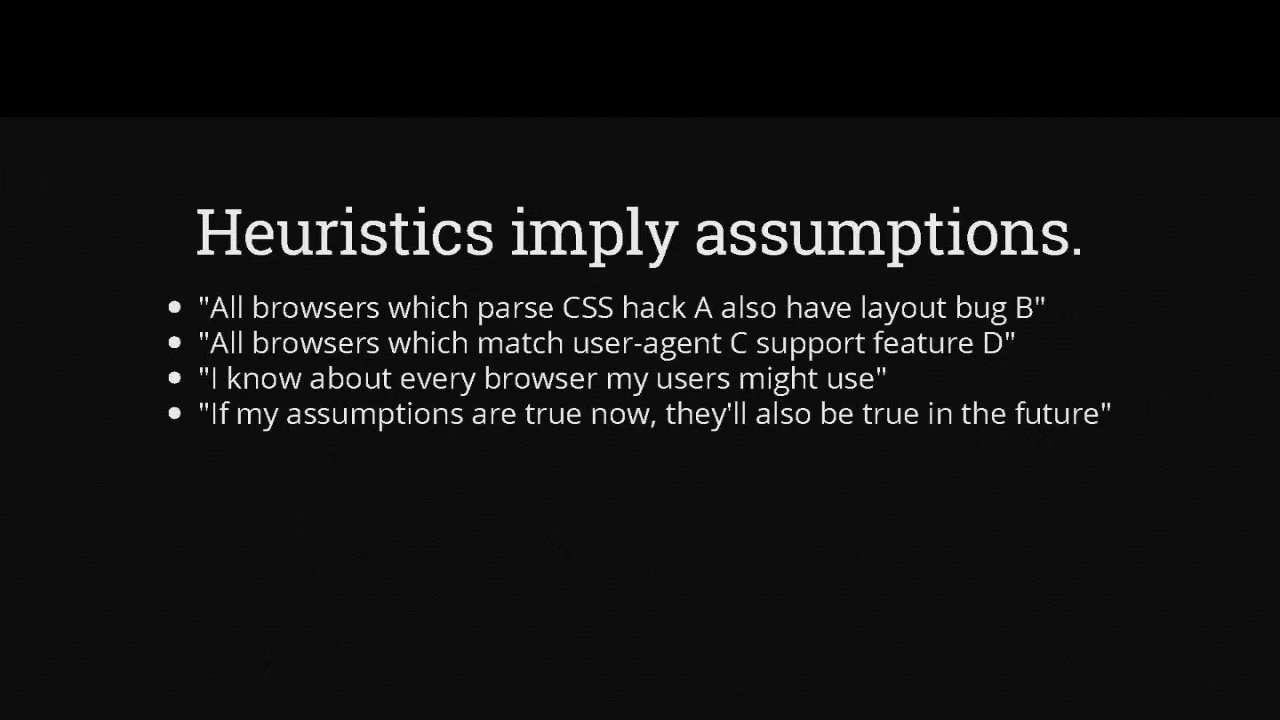 Heuristics imply assumptions.
• "All browsers which parse CSS hack A also have layout bug B"
• "All browsers which match user-agent C support feature D"
• "I know about every browser my users might use"
• "If my assumptions are true now, they'll also be true in the future"